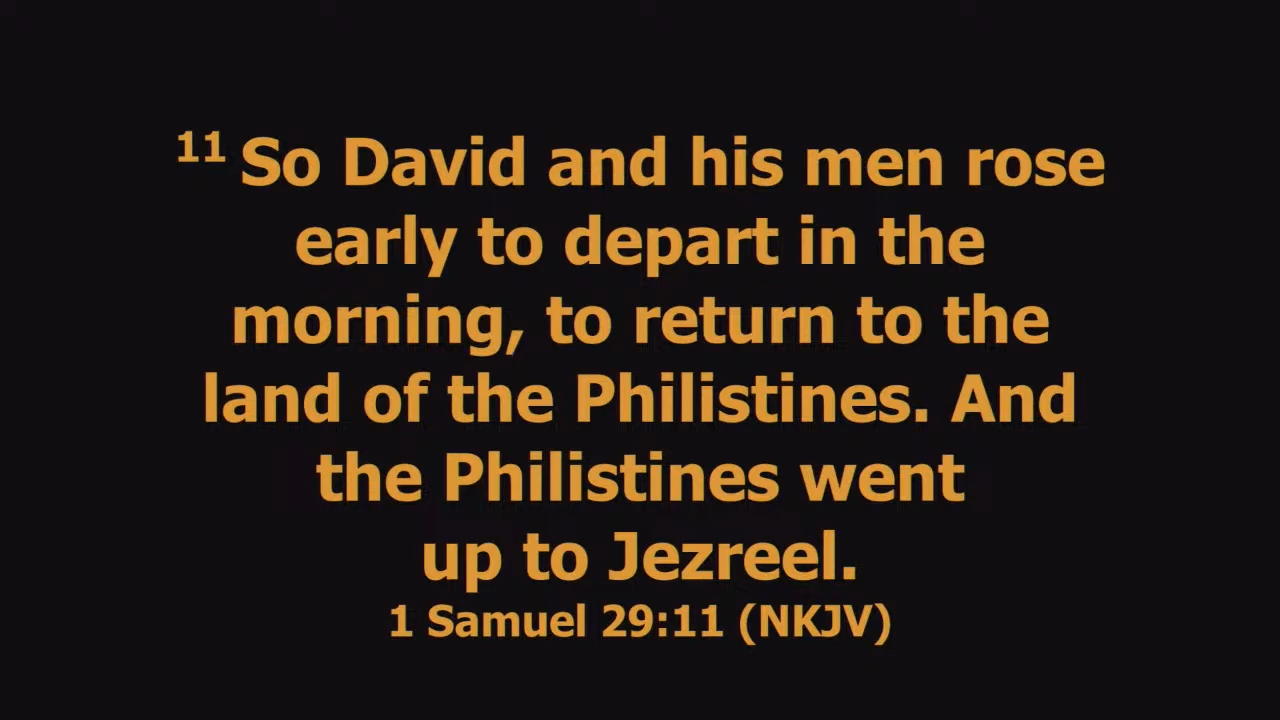 11 So David and his men rose
early to depart in the
morning, to return to the
land of the Philistines. And
the Philistines went
up to Jezreel.
1 Samuel 29:11 (NKJV)